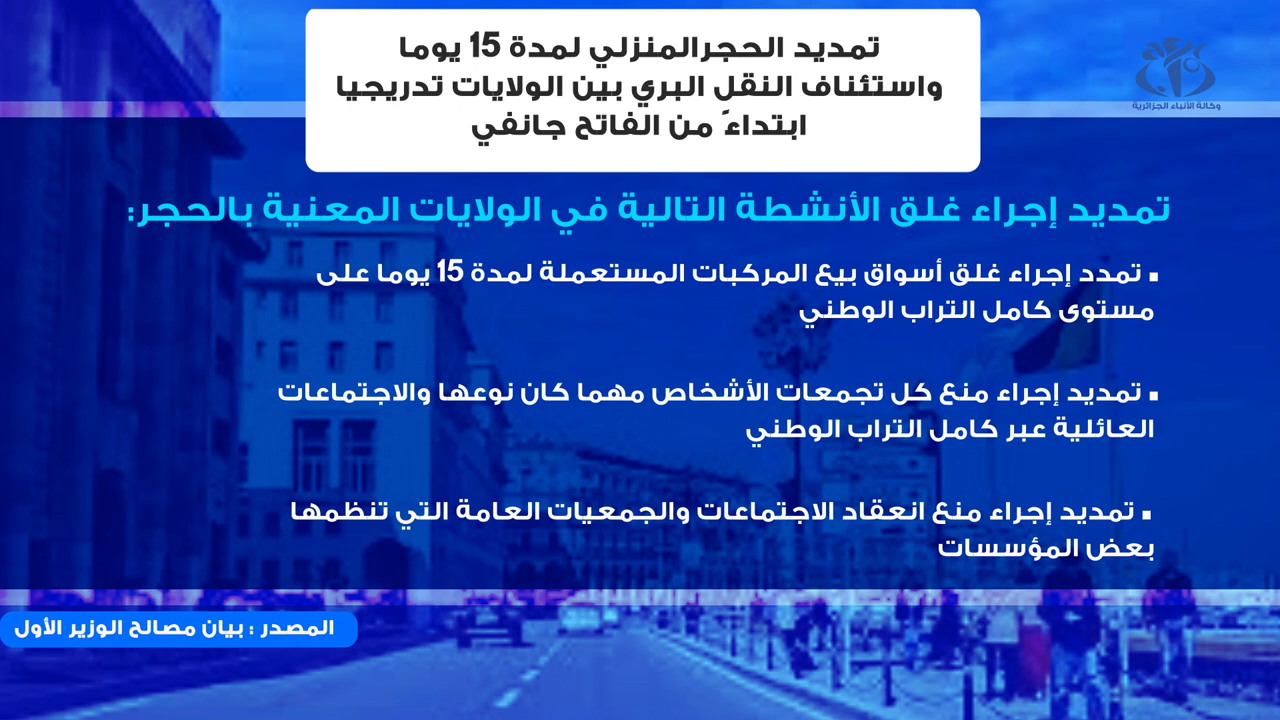 تمديد الحجرالمنزلي لمدة 15 يوما
واستئناف النقل البري بين الولايات تدريجيا
ابتداءً من الفاتح جانفي
وكالة الأنباء الجزائرية
تمديد إجراء غلق الأنشطة التالية في الولايات المعنية بالحجر:
▪ تمدد إجراء غلق أسواق بيع المركبات المستعملة لمدة 15 يوما على
مستوى كامل التراب الوطني
▪ تمديد إجراء منع كل تجمعات الأشخاص مهما كان نوعها والاجتماعات
العائلية عبر كامل التراب الوطني
▪ تمديد إجراء منع انعقاد الاجتماعات والجمعيات العامة التي تنظمها
بعض المؤسسات
المصدر : بيان مصالح الوزير الأول